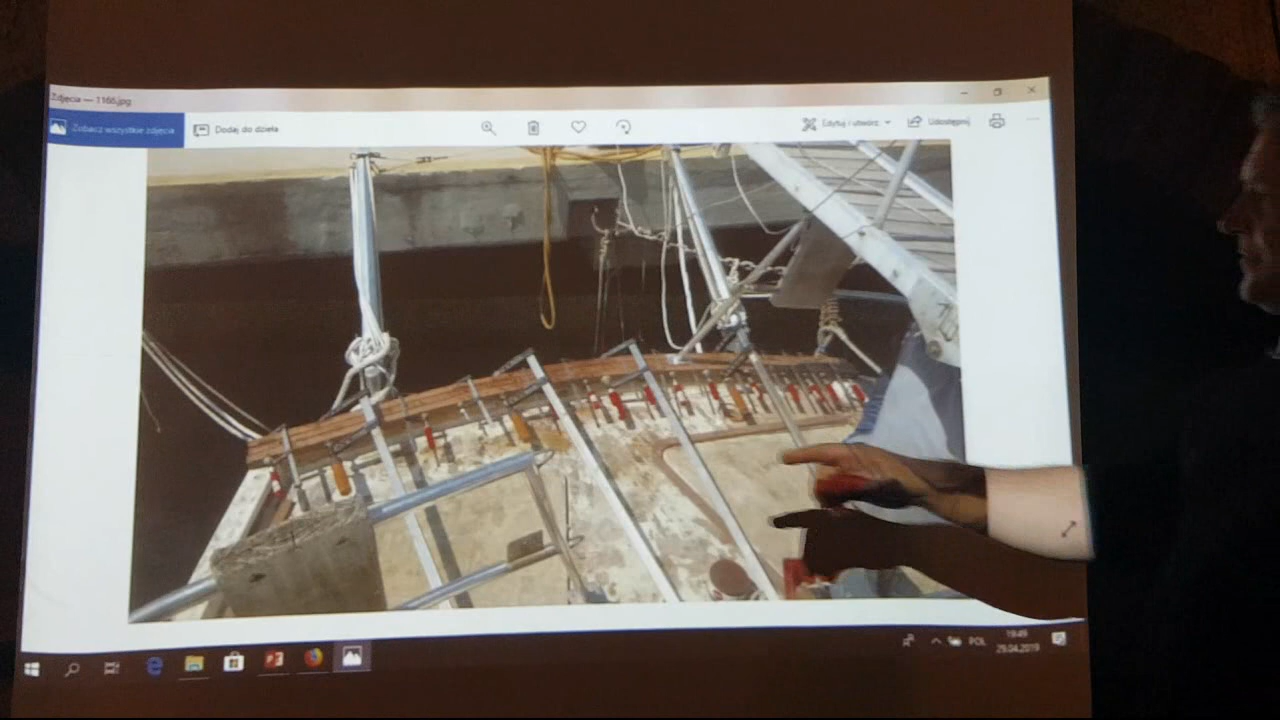 Zdjęcia — 1166.jpg
Zobacz wszystkie zdjęcia
Dodaj do dzieła
Edytuj i utwórz
Udostępnij
POL
19:49
29.04.2019